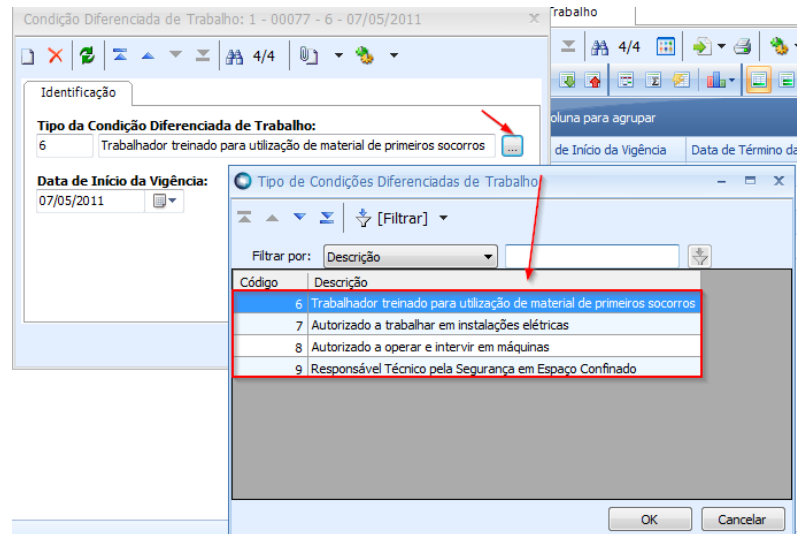 Condição Diferenciada de Trabalho: 1 - 00077 - 6 - 07/05/2011
Trabalho
4/4
4/4
Identificação
oluna para agrupar
Tipo da Condição Diferenciada de Trabalho:
6 Trabalhador treinado para utilização de material de primeiros socorros ...
de Início da Vigência Data de Término da
Data de Início da Vigência:
07/05/2011
Tipo de Condições Diferenciadas de Trabalho
[Filtrar]
Filtrar por: Descrição
Código Descrição
6 Trabalhador treinado para utilização de material de primeiros socorros
7 Autorizado a trabalhar em instalações elétricas
8 Autorizado a operar e intervir em máquinas
9 Responsável Técnico pela Segurança em Espaço Confinado
OK Cancelar